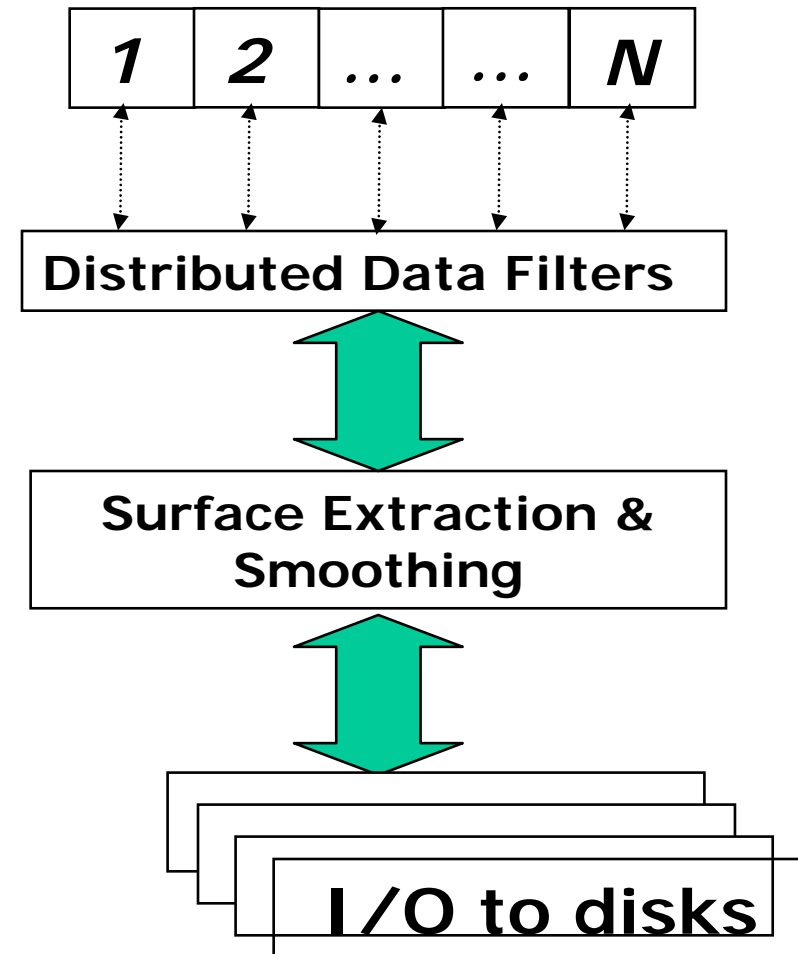 1 2 ... ... N
Distributed Data Filters
Surface Extraction &
Smoothing
I/O to disks